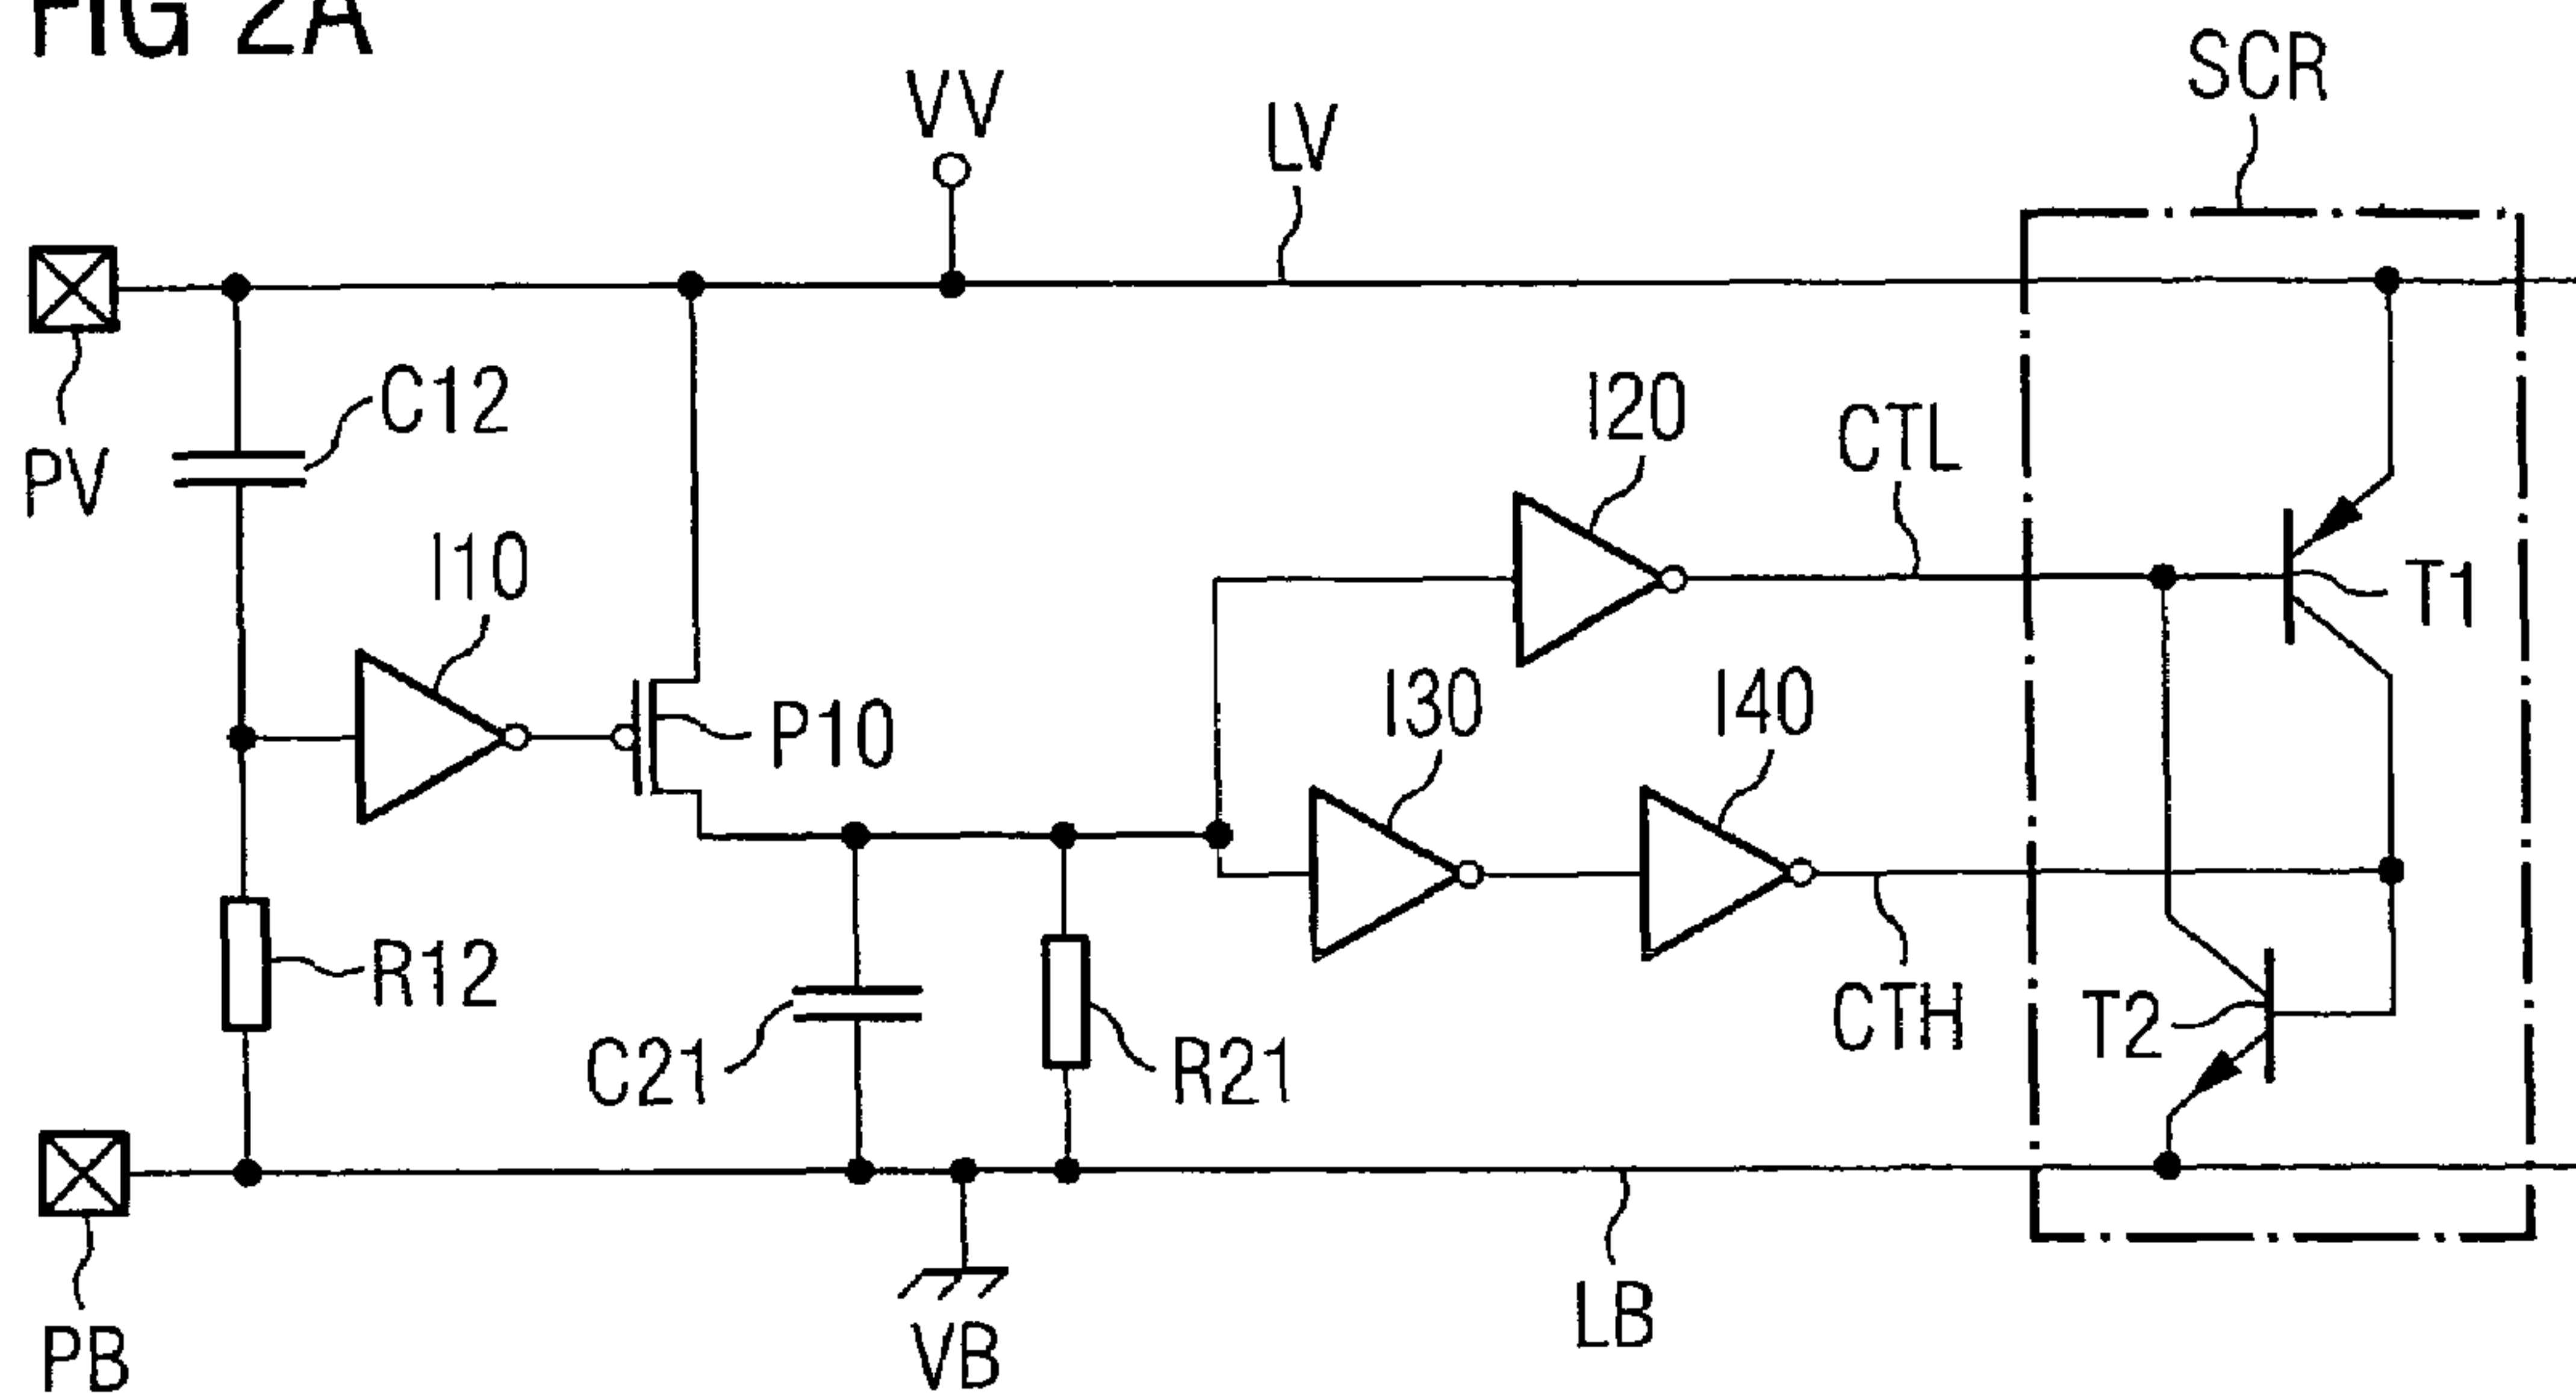 FIG 2A
SCR
VV
LV
C12
PV
I20
CTL
I10
T1
P10
I30
I40
R12
C21
R21
CTH
T2
PB
VB
LB